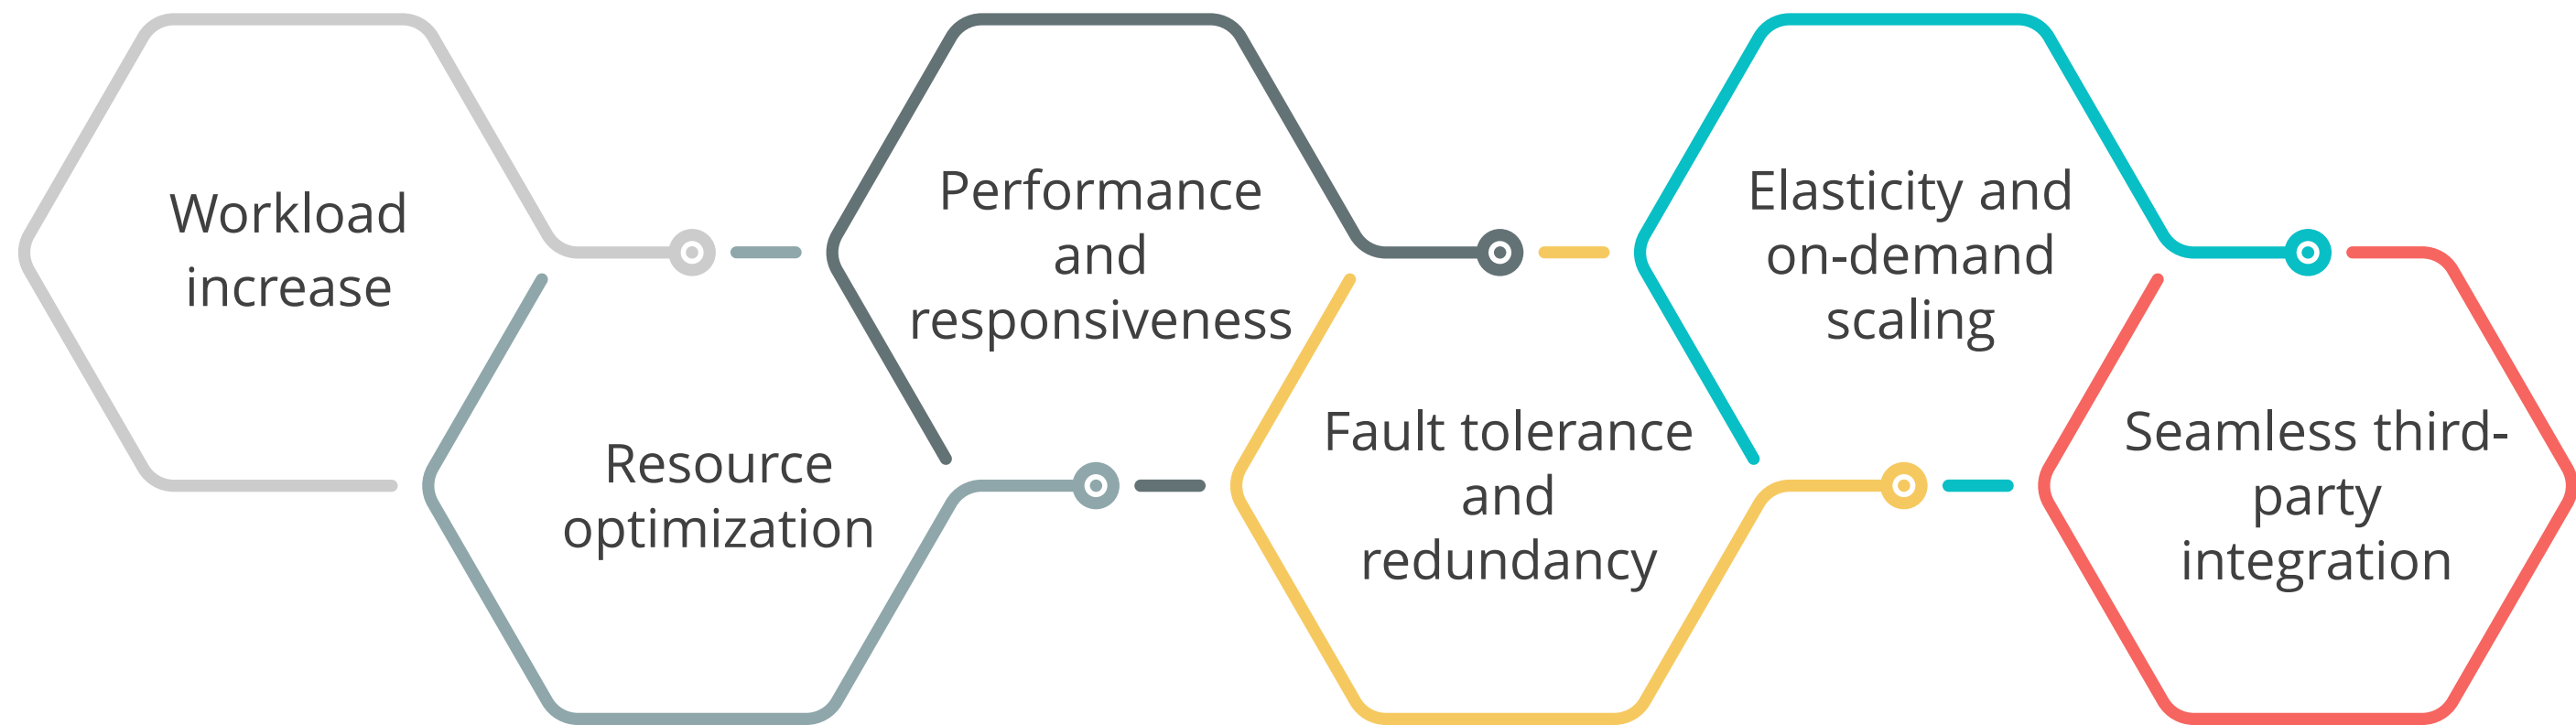 Workload
increase
Resource
optimization
Performance
and
responsiveness
Fault tolerance
and
redundancy
Elasticity and
on-demand
scaling
Seamless third-
party
integration